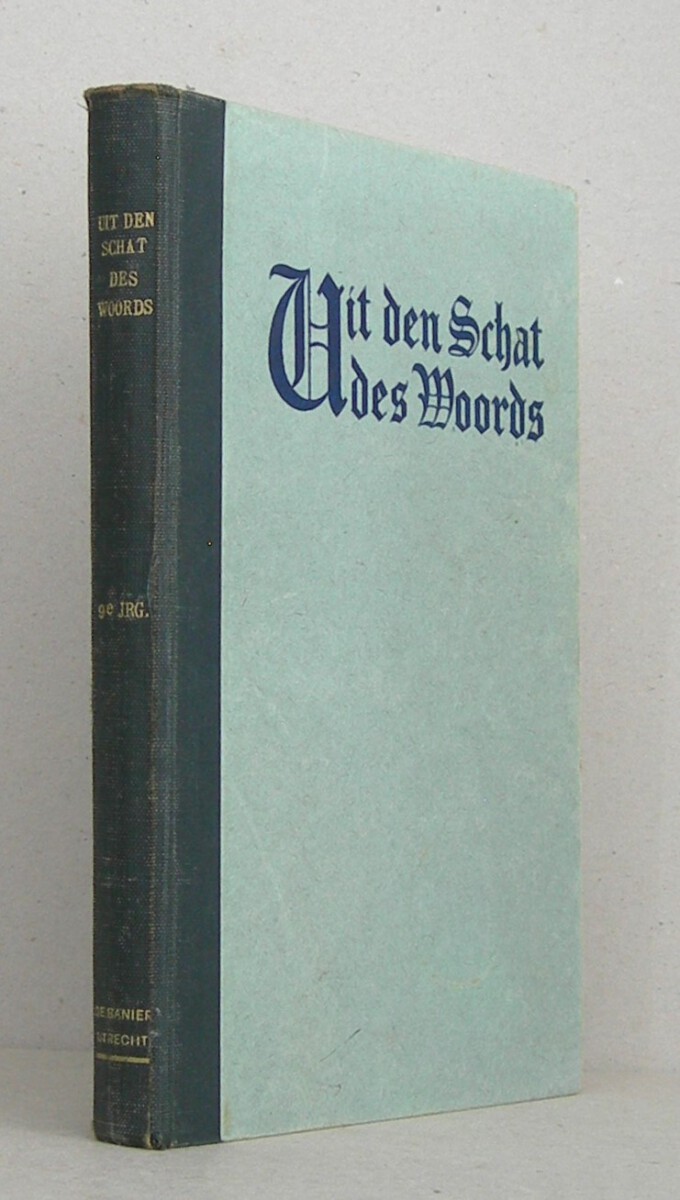 UIT DEN
SCHAT
DES
WOORDS
9e JRG.
DE BANIER
UTRECHT
Uit den Schat
des Woords